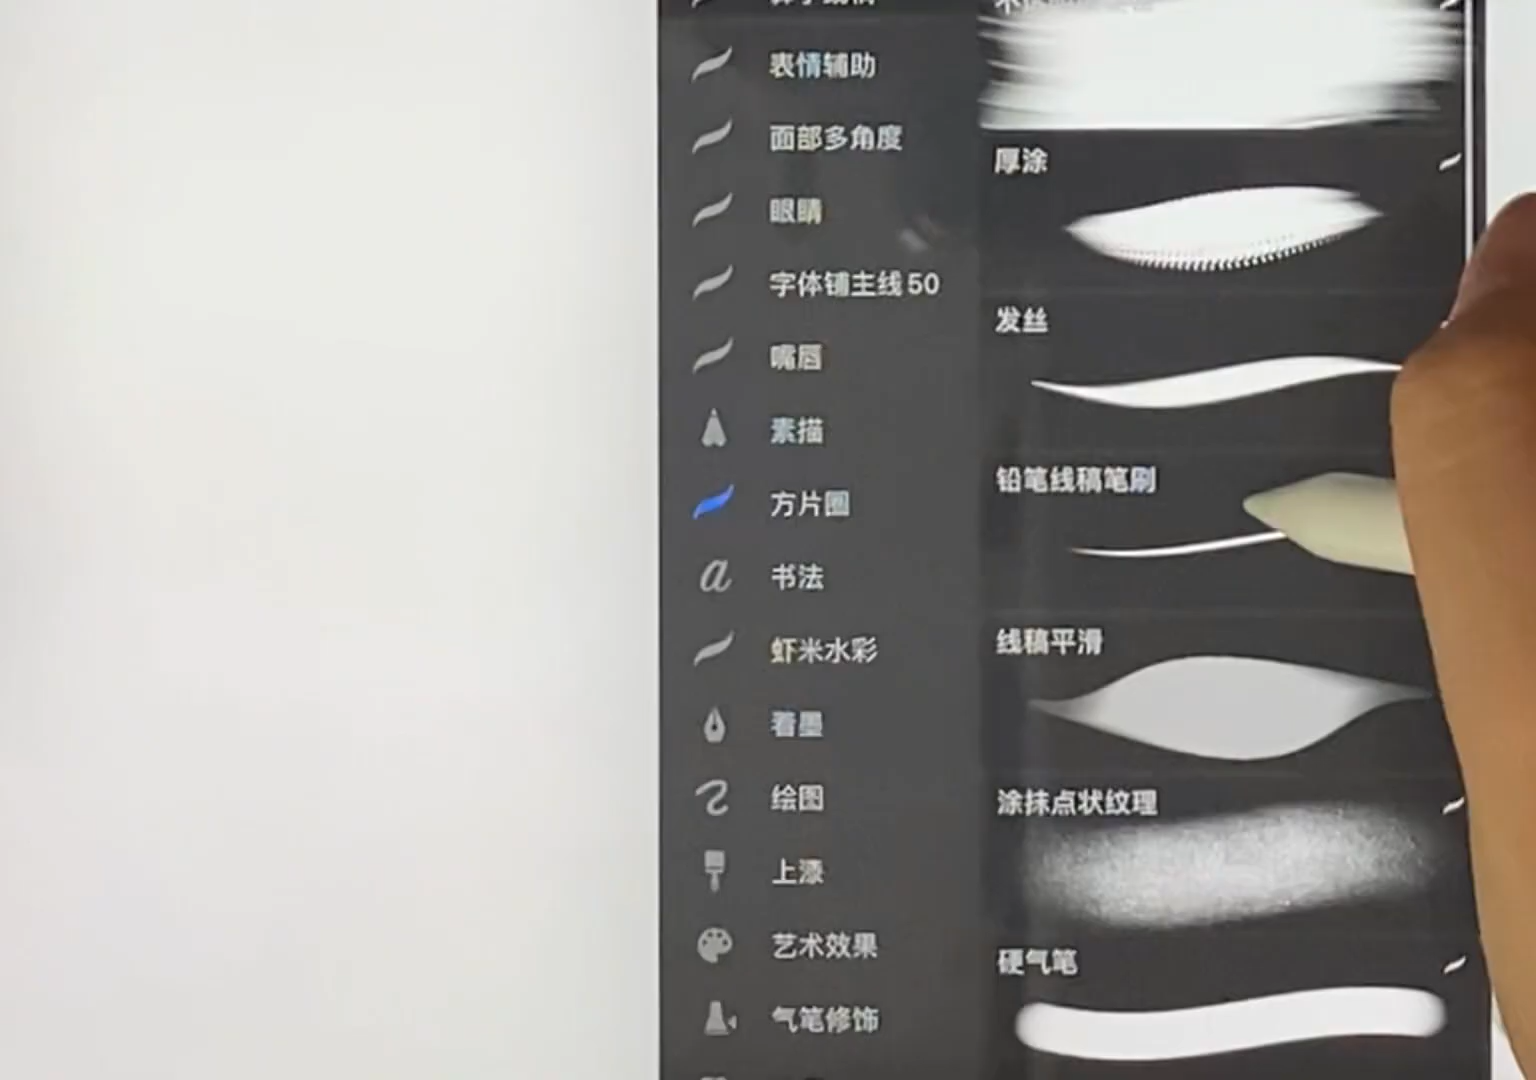 表情辅助
面部多角度
眼睛
字体铺主线50
嘴唇
素描
方片圈
书法
虾米水彩
着墨
绘图
上漆
艺术效果
气笔修饰
厚涂
发丝
铅笔线稿笔刷
线稿平滑
涂抹点状纹理
硬气笔